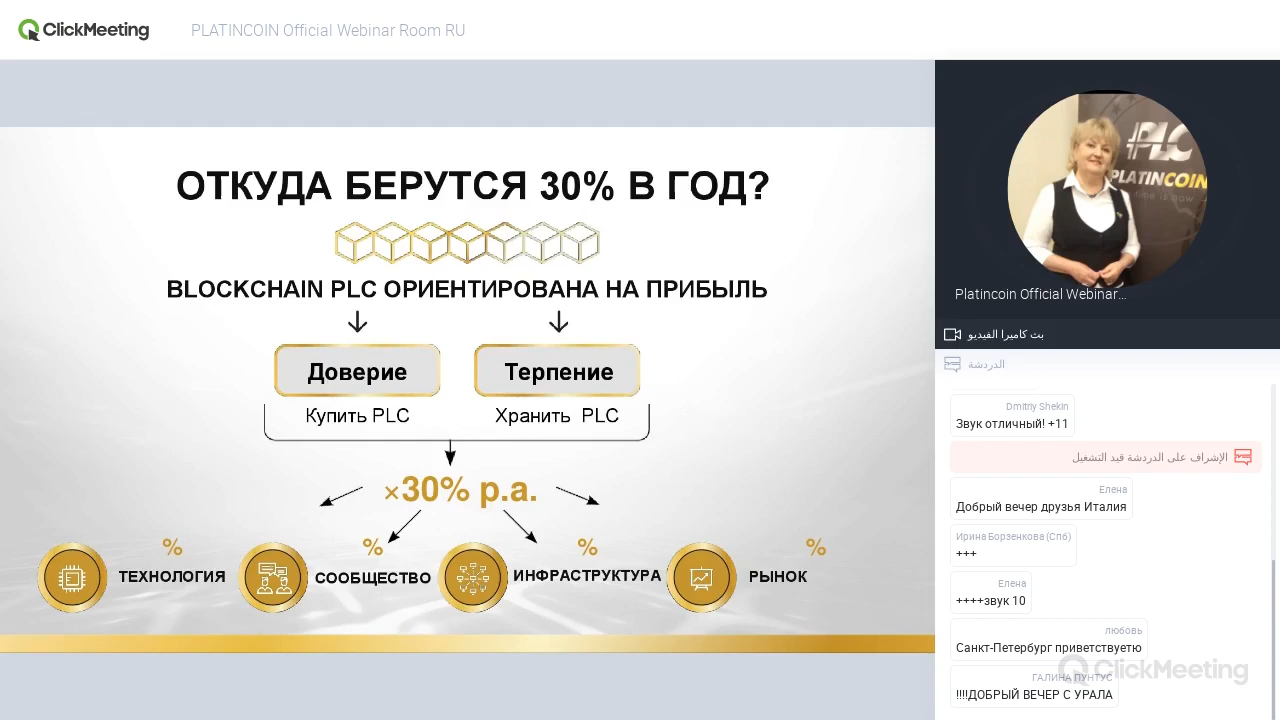 ClickMeeting
PLATINCOIN Official Webinar Room RU
ОТКУДА БЕРУТСЯ 30% В ГОД?
BLOCKCHAIN PLC ОРИЕНТИРОВАНА НА ПРИБЫЛЬ
Доверие
Терпение
Купить PLC
Хранить PLC
×30% p.a.
%
%
%
%
ТЕХНОЛОГИЯ
СООБЩЕСТВО
ИНФРАСТРУКТУРА
РЫНОК
PLC
PLATINCOIN
Platincoin Official Webinar...
بث كاميرا الفيديو
الدردشة
Dmitriy Shekin
Звук отличный! +11
الإشراف على الدردشة قيد التشغيل
Елена
Добрый вечер друзья Италия
Ирина Борзенкова (Спб)
+++
Елена
++++звук 10
любовь
Санкт-Петербург приветствуетю
ClickMeeting
ГАЛИНА ПУНТУС
!!!!ДОБРЫЙ ВЕЧЕР С УРАЛА